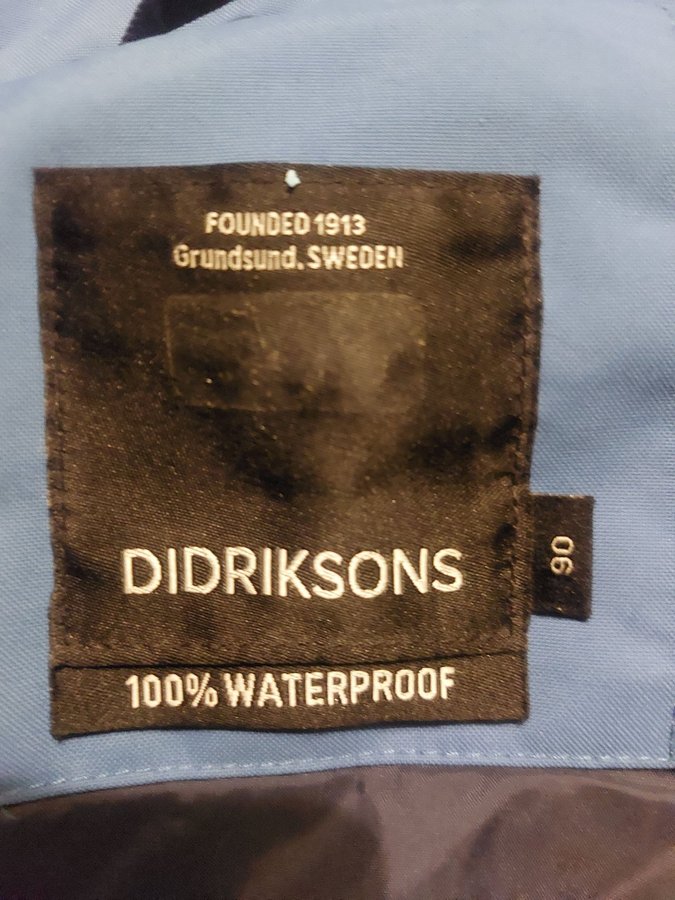 FOUNDED 1913
Grundsund. SWEDEN
DIDRIKSONS
90
100% WATERPROOF